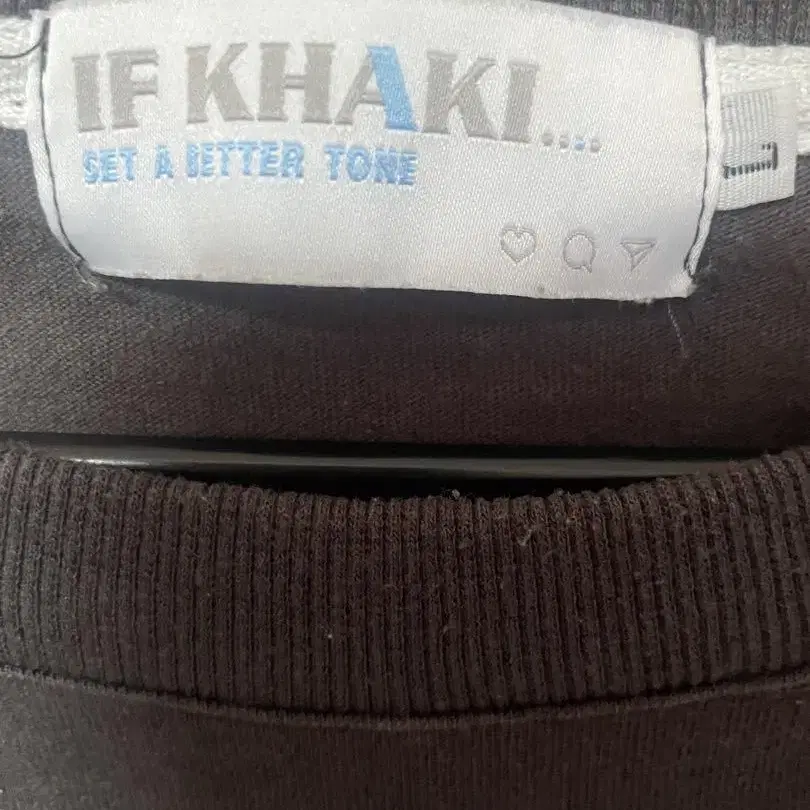 IF KHAKI....
SET A BETTER TONE
L